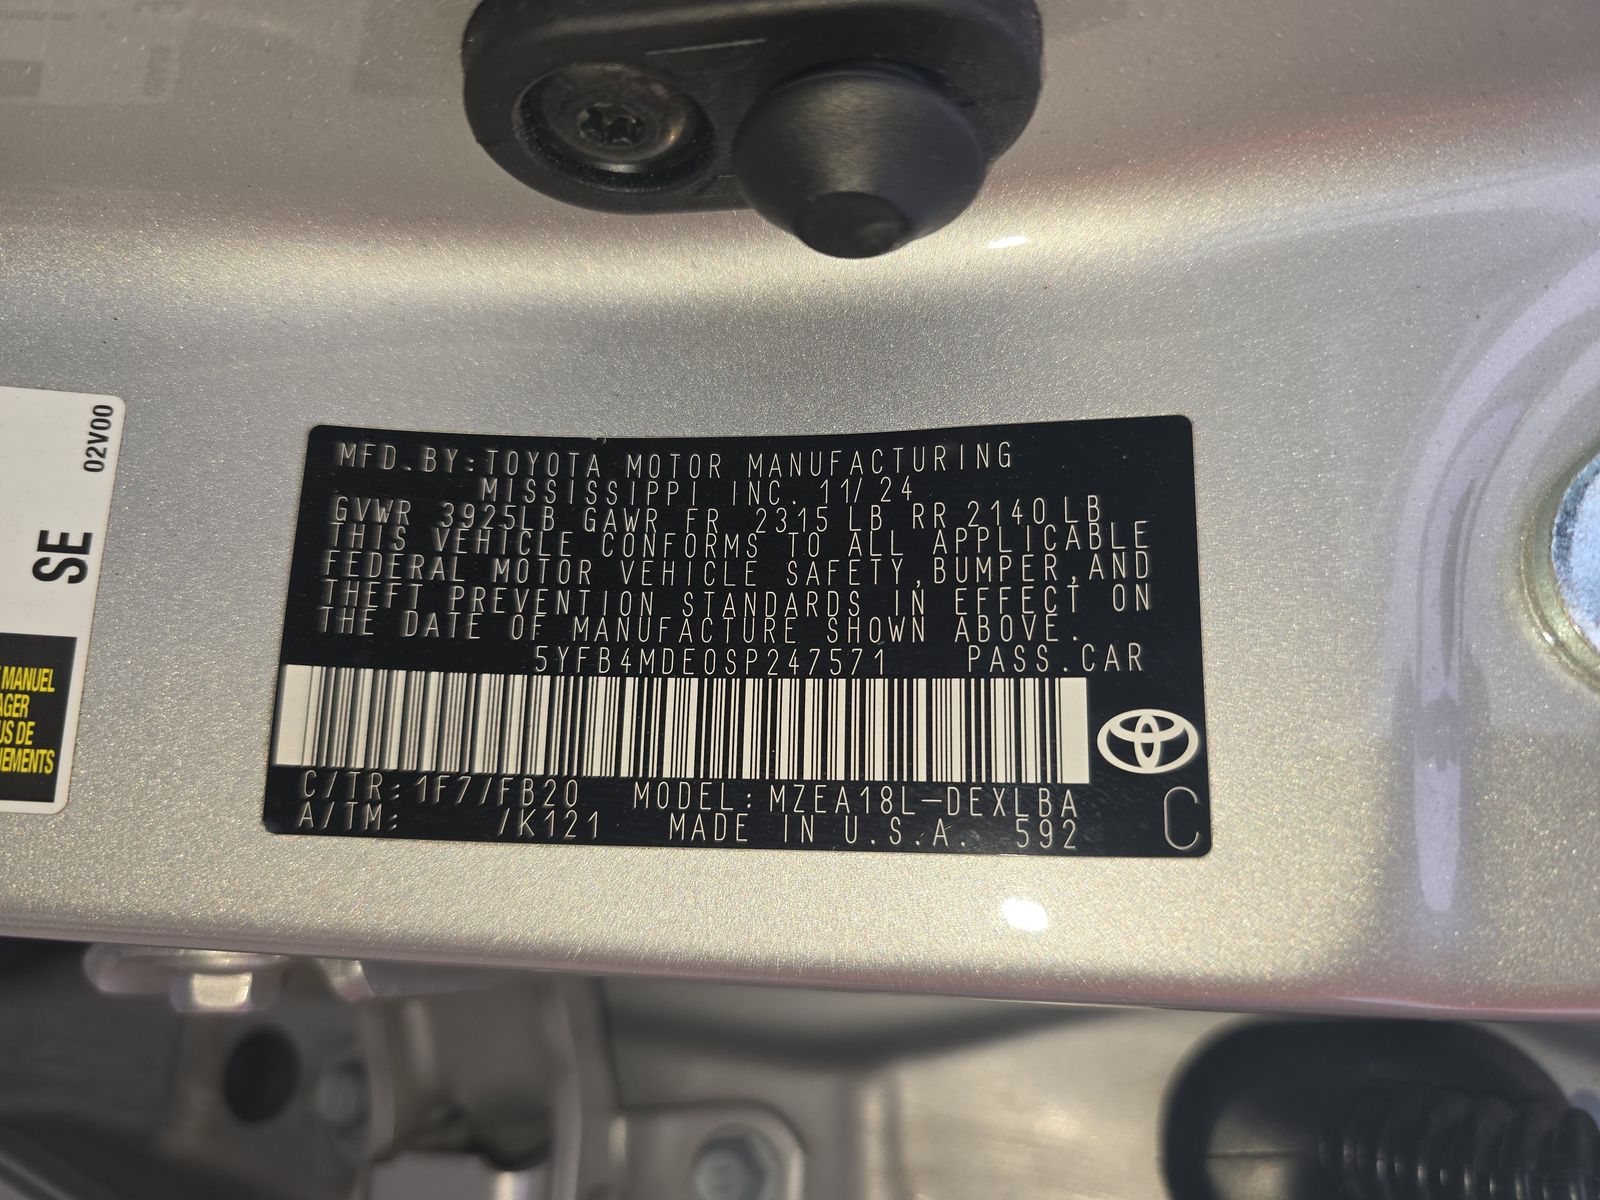 MFD. BY: TOYOTA MOTOR MANUFACTURING
MISSISSIPPI INC. 11/24
GVWR 3925LB GAWR FR 2315 LB RR 2140 LB
THIS VEHICLE CONFORMS TO ALL APPLICABLE
FEDERAL MOTOR VEHICLE SAFETY, BUMPER, AND
THEFT PREVENTION STANDARDS IN EFFECT ON
THE DATE OF MANUFACTURE SHOWN ABOVE.
5YFB4MDE0SP247571 PASS.CAR
C/TR: 1F7/FB20 MODEL: MZEA18L-DEXLBA
A/TM: /K121 MADE IN U.S.A. 592
C
02V00
SE
MANUEL
AGER
US DE
NEMENTS